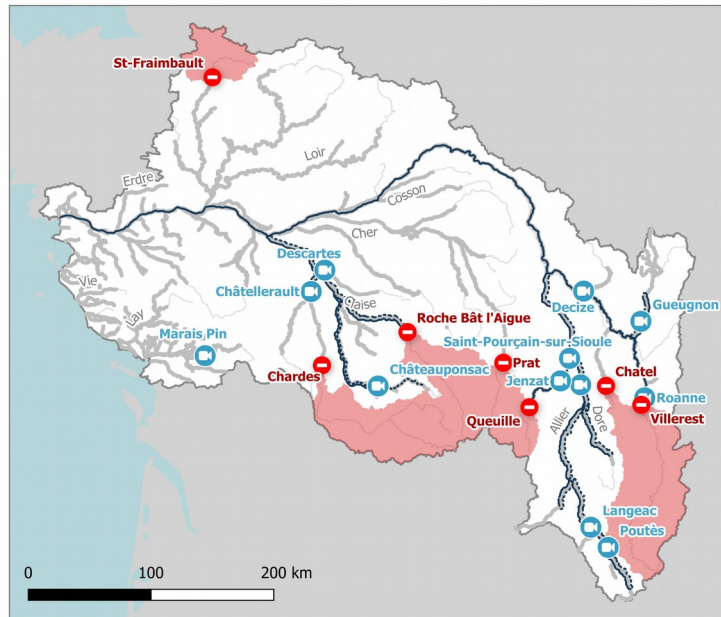 St-Fraimbault
Loir
Erdre
Cosson
Cher
Descartes
Châtellerault
Vie
Lay
Claise
Decize
Gueugnon
Marais Pin
Roche Bât l'Aigue
Saint-Pourçain-sur-Sioule
Prat
Chatel
Chardes
Châteauponsac
Jenzat
Roanne
Queuille
Allier
Dore
Villerest
Langeac
Poutès
0 100 200 km